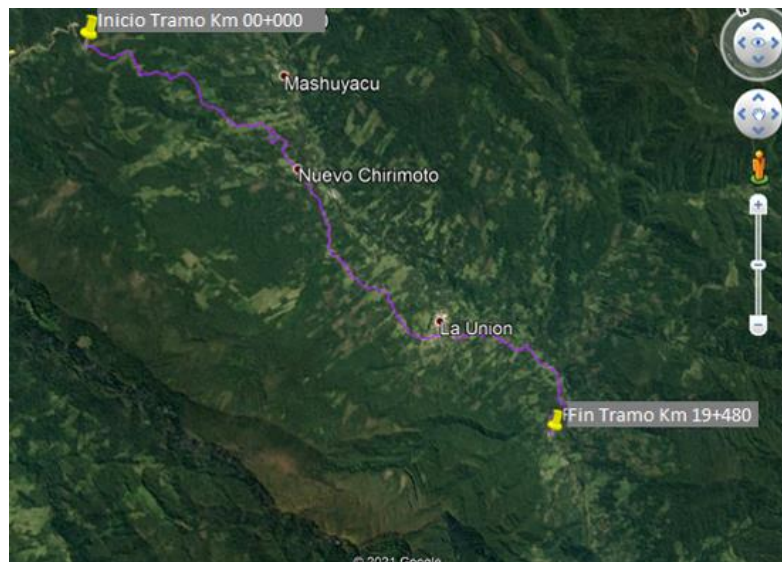 Inicio Tramo Km 00+000
Mashuyacu
Nuevo Chirimoto
La Union
Fin Tramo Km 19+480
© 2021 Google